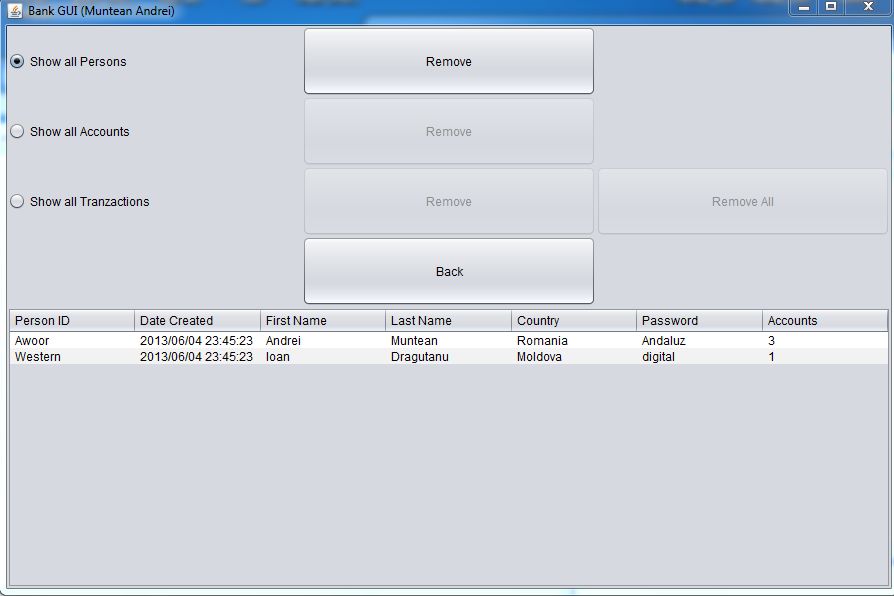 Bank GUI (Muntean Andrei)
Show all Persons Remove
Show all Accounts Remove
Show all Tranzactions Remove Remove All
Back
Person ID Date Created First Name Last Name Country Password Accounts
Awoor 2013/06/04 23:45:23 Andrei Muntean Romania Andaluz 3
Western 2013/06/04 23:45:23 Ioan Dragutanu Moldova digital 1